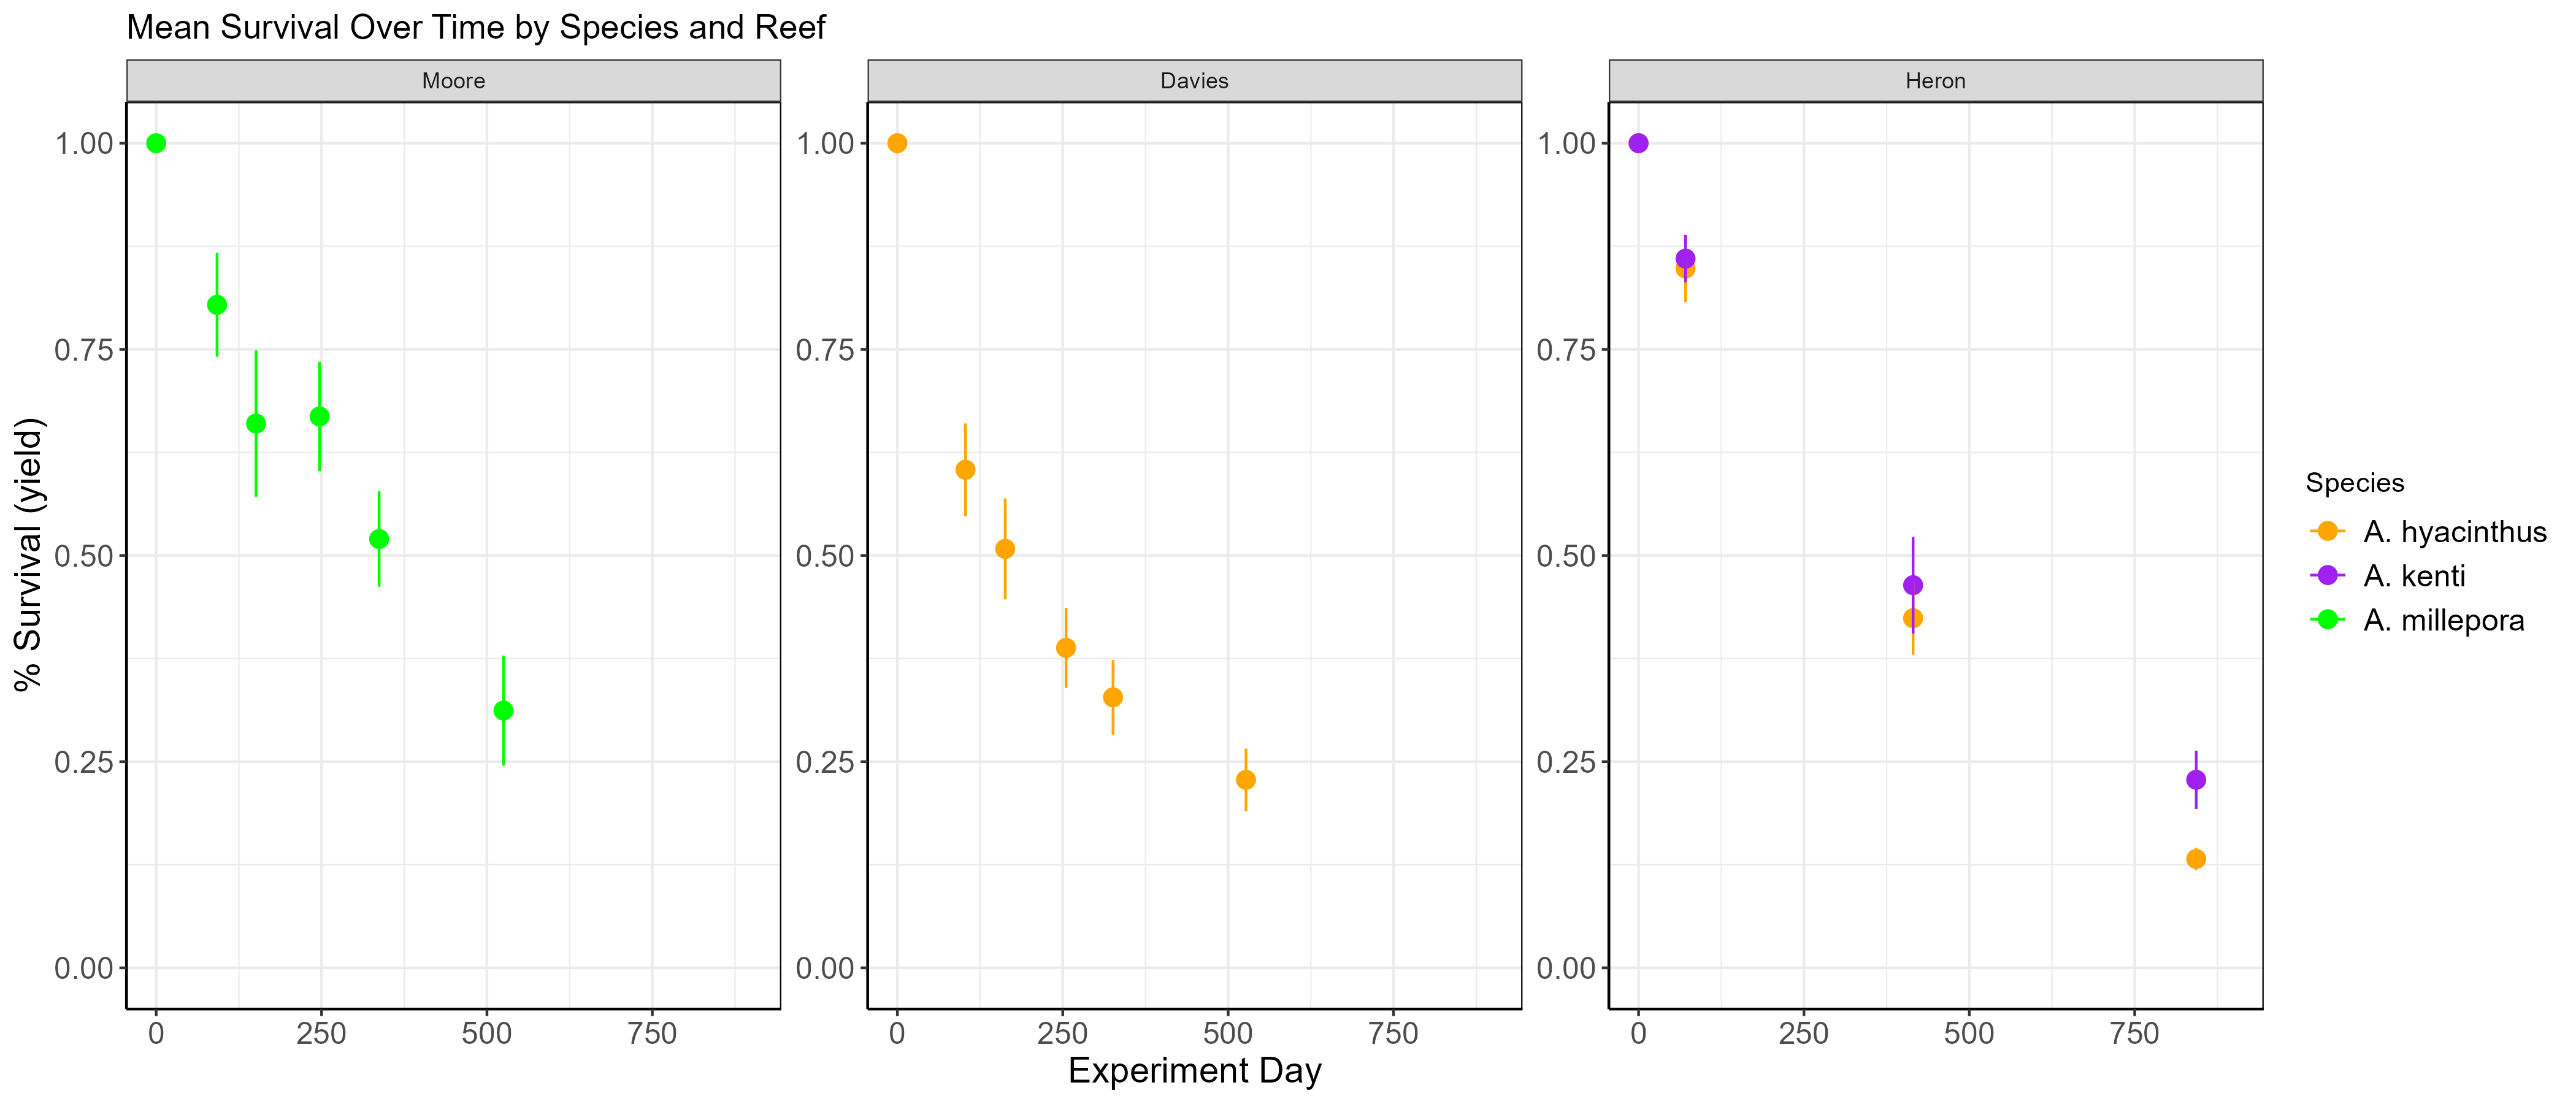 Mean Survival Over Time by Species and Reef
Moore
Davies
Heron
% Survival (yield)
1.00
0.75
0.50
0.25
0.00
1.00
0.75
0.50
0.25
0.00
1.00
0.75
0.50
0.25
0.00
0 250 500 750
0 250 500 750
0 250 500 750
Experiment Day
Species
A. hyacinthus
A. kenti
A. millepora